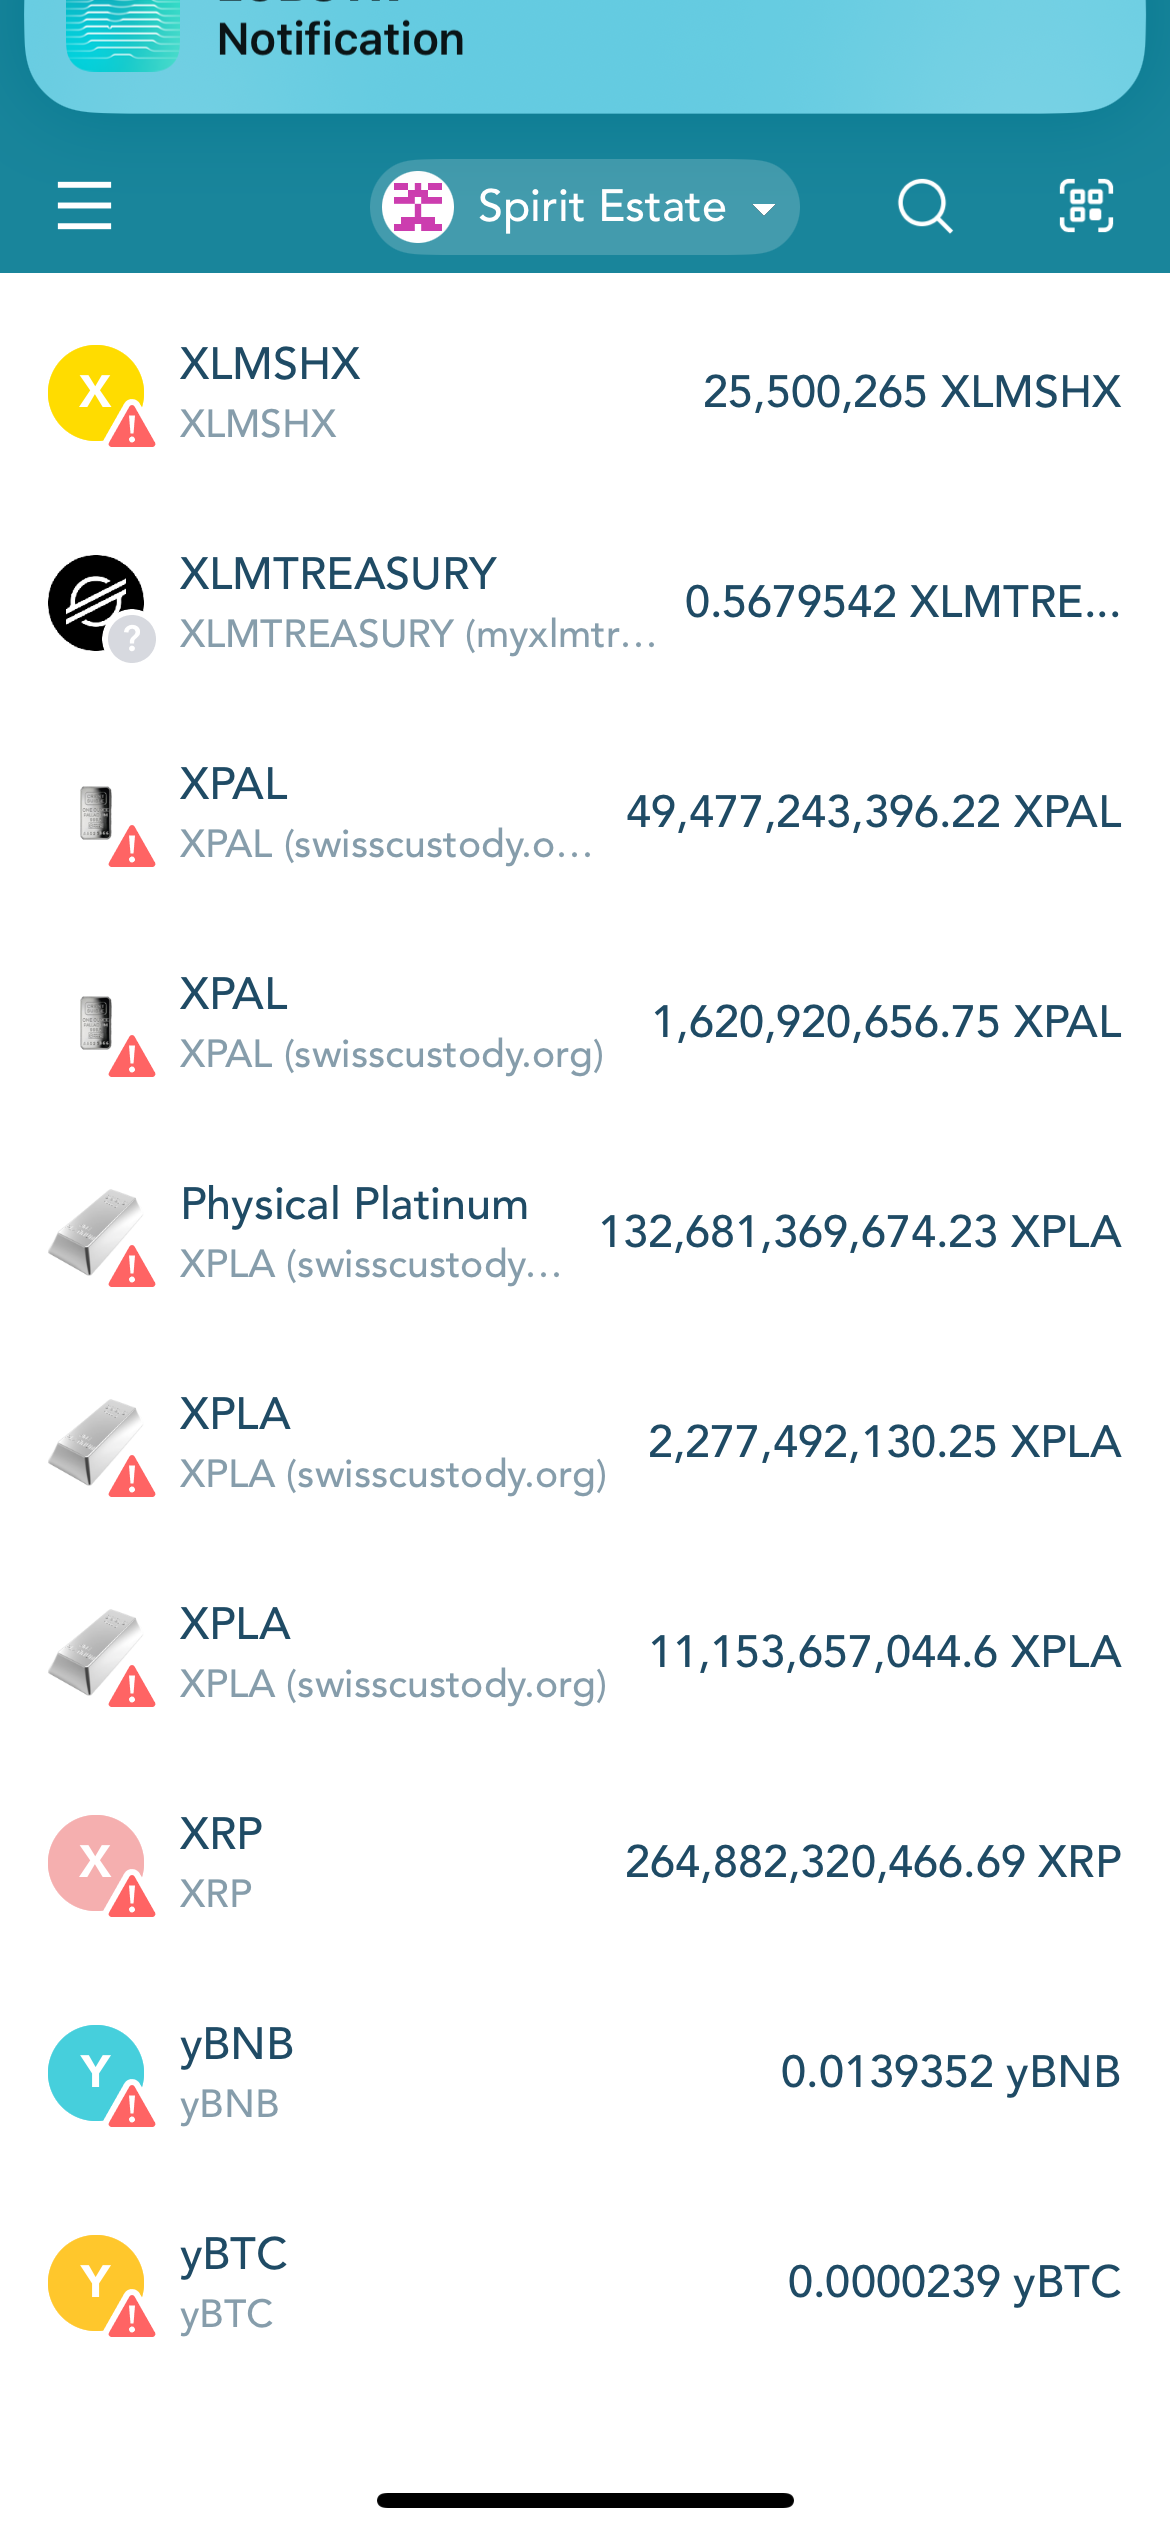 Notification
Spirit Estate
X
XLMSHX
XLMSHX
25,500,265 XLMSHX
XLMTREASURY
XLMTREASURY (myxlmtr...
0.5679542 XLMTRE...
?
XPAL
XPAL (swisscustody.o...
49,477,243,396.22 XPAL
XPAL
XPAL (swisscustody.org)
1,620,920,656.75 XPAL
Physical Platinum
XPLA (swisscustody...
132,681,369,674.23 XPLA
XPLA
XPLA (swisscustody.org)
2,277,492,130.25 XPLA
XPLA
XPLA (swisscustody.org)
11,153,657,044.6 XPLA
X
XRP
XRP
264,882,320,466.69 XRP
Y
yBNB
yBNB
0.0139352 yBNB
Y
yBTC
yBTC
0.0000239 yBTC